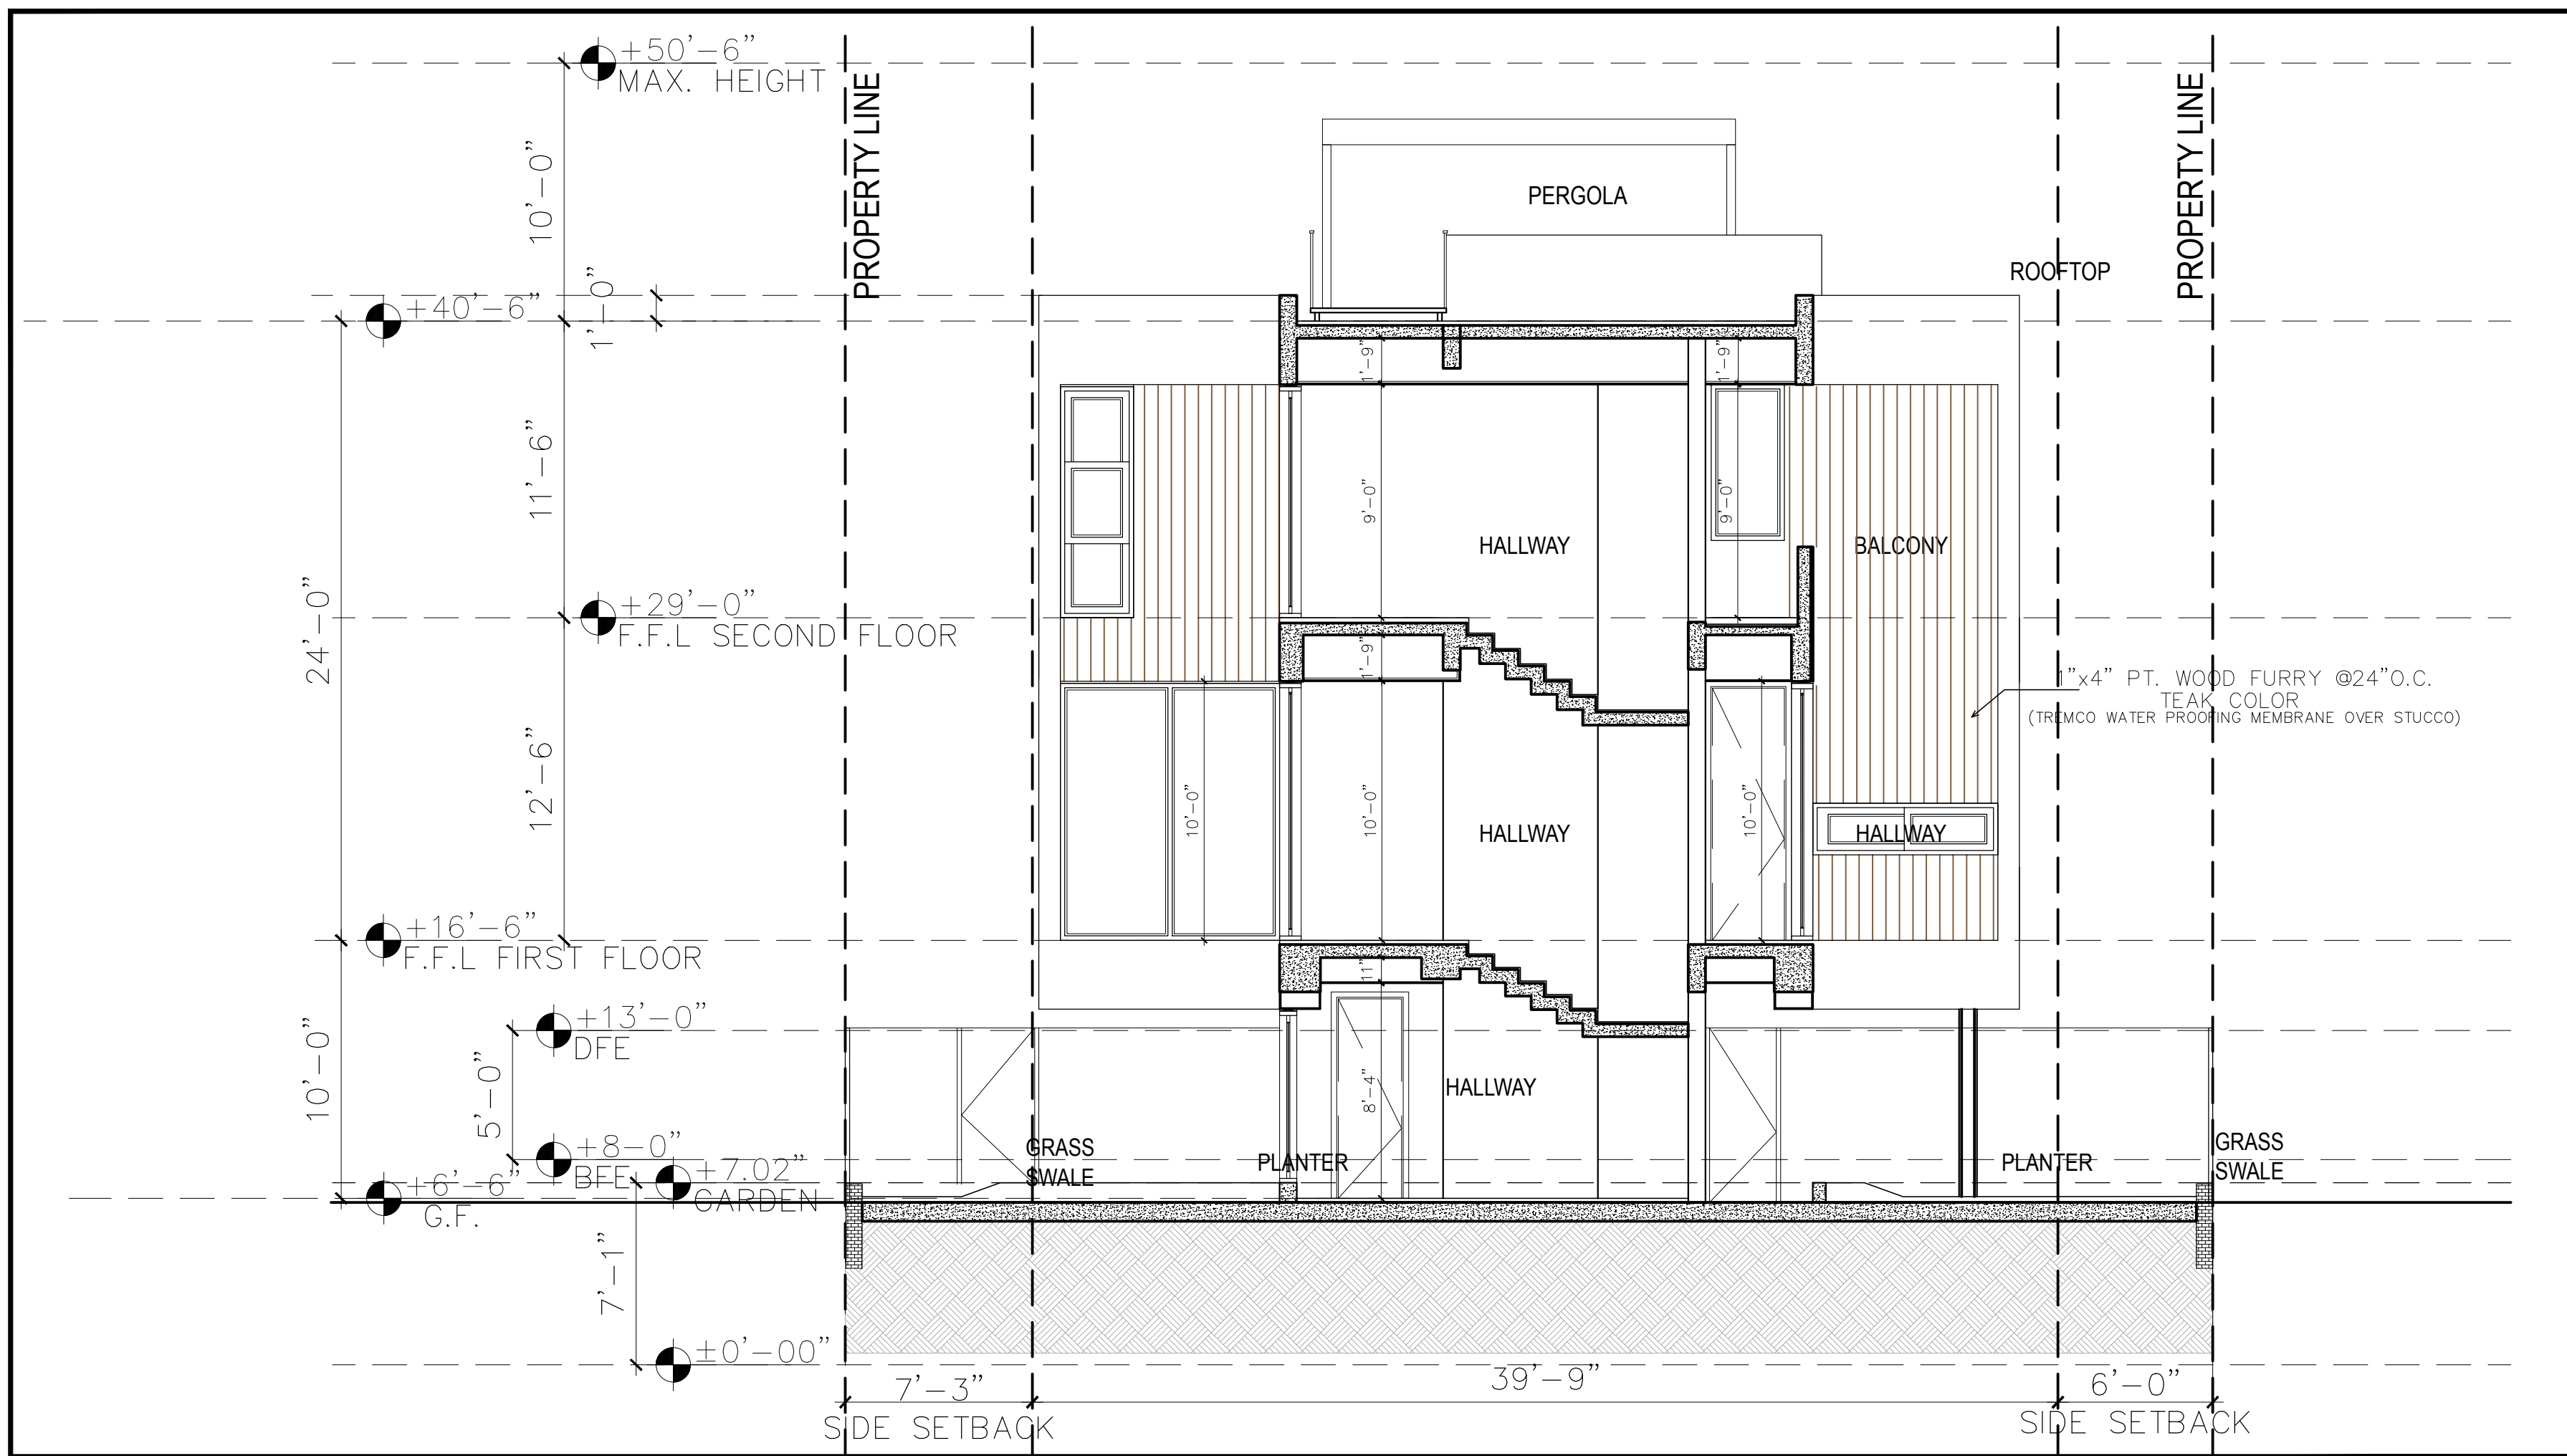 +50'-6"
MAX. HEIGHT
PROPERTY LINE
PROPERTY LINE
10'-0"
PERGOLA
ROOFTOP
1'-0"
+40'-6"
1'-9"
1'-9"
11'-6"
9'-0"
9'-0"
HALLWAY
BALCONY
24'-0"
+29'-0"
F.F.L SECOND FLOOR
1'-9"
1"x4" PT. WOOD FURRY @24"O.C.
TEAK COLOR
(TREMCO WATER PROOFING MEMBRANE OVER STUCCO)
12'-6"
10'-0"
10'-0"
10'-0"
HALLWAY
HALLWAY
+16'-6"
F.F.L FIRST FLOOR
11"
+13'-0"
DFE
10'-0"
5'-0"
8'-4"
HALLWAY
+8-0"
BFE
+7.02"
GARDEN
GRASS
SWALE
PLANTER
PLANTER
GRASS
SWALE
+6'-6"
G.F.
7'-1"
±0'-00"
7'-3"
39'-9"
6'-0"
SIDE SETBACK
SIDE SETBACK